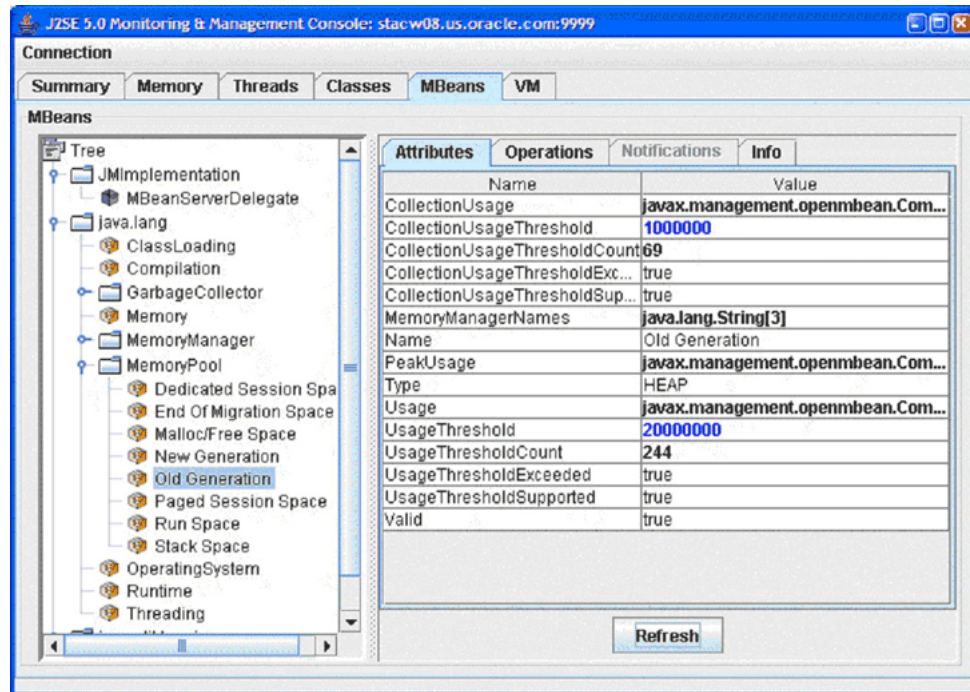 J2SE 5.0 Monitoring & Management Console: stacw08.us.oracle.com:9999
Connection
Summary Memory Threads Classes MBeans VM
MBeans
Tree
JMImplementation
MBeanServerDelegate
java.lang
ClassLoading
Compilation
GarbageCollector
Memory
MemoryManager
MemoryPool
Dedicated Session Spa
End Of Migration Space
Malloc/Free Space
New Generation
Old Generation
Paged Session Space
Run Space
Stack Space
OperatingSystem
Runtime
Threading
Attributes Operations Notifications Info
Name Value
CollectionUsage javax.management.openmbean.Com...
CollectionUsageThreshold 1000000
CollectionUsageThresholdCount 69
CollectionUsageThresholdExc... true
CollectionUsageThresholdSup... true
MemoryManagerNames java.lang.String[3]
Name Old Generation
PeakUsage javax.management.openmbean.Com...
Type HEAP
Usage javax.management.openmbean.Com...
UsageThreshold 20000000
UsageThresholdCount 244
UsageThresholdExceeded true
UsageThresholdSupported true
Valid true
Refresh